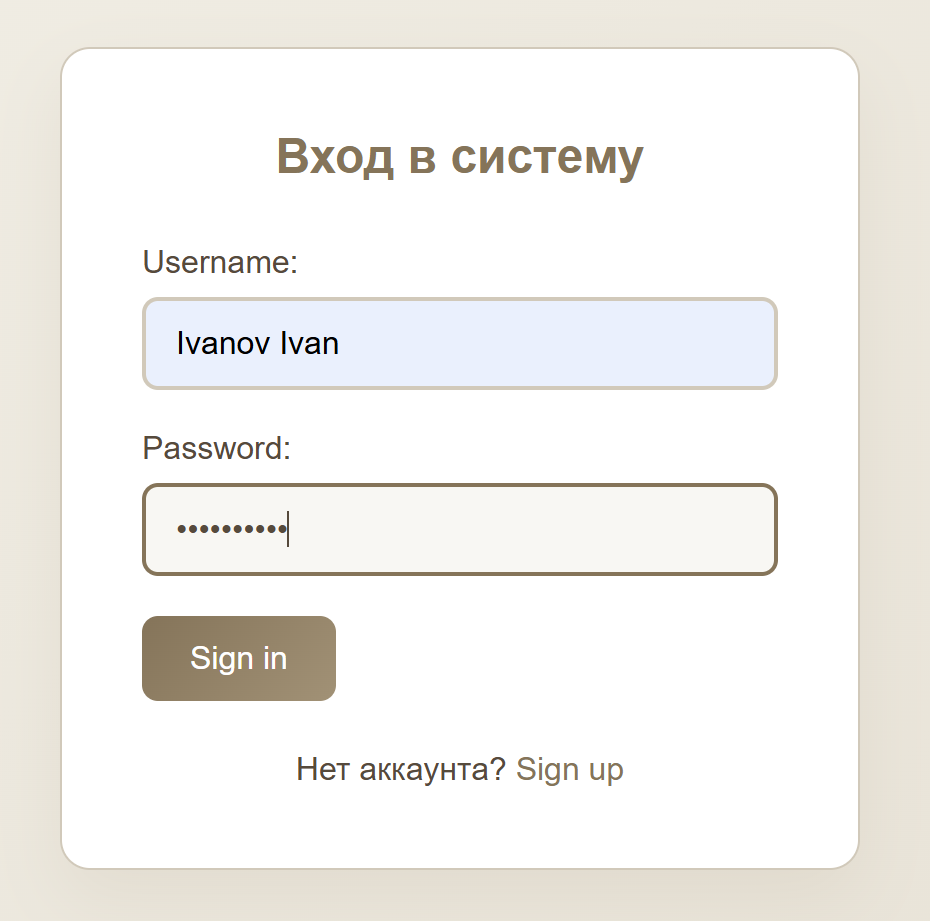 Вход в систему
Username:
Ivanov Ivan
Password:
••••••••••
Sign in
Нет аккаунта? Sign up